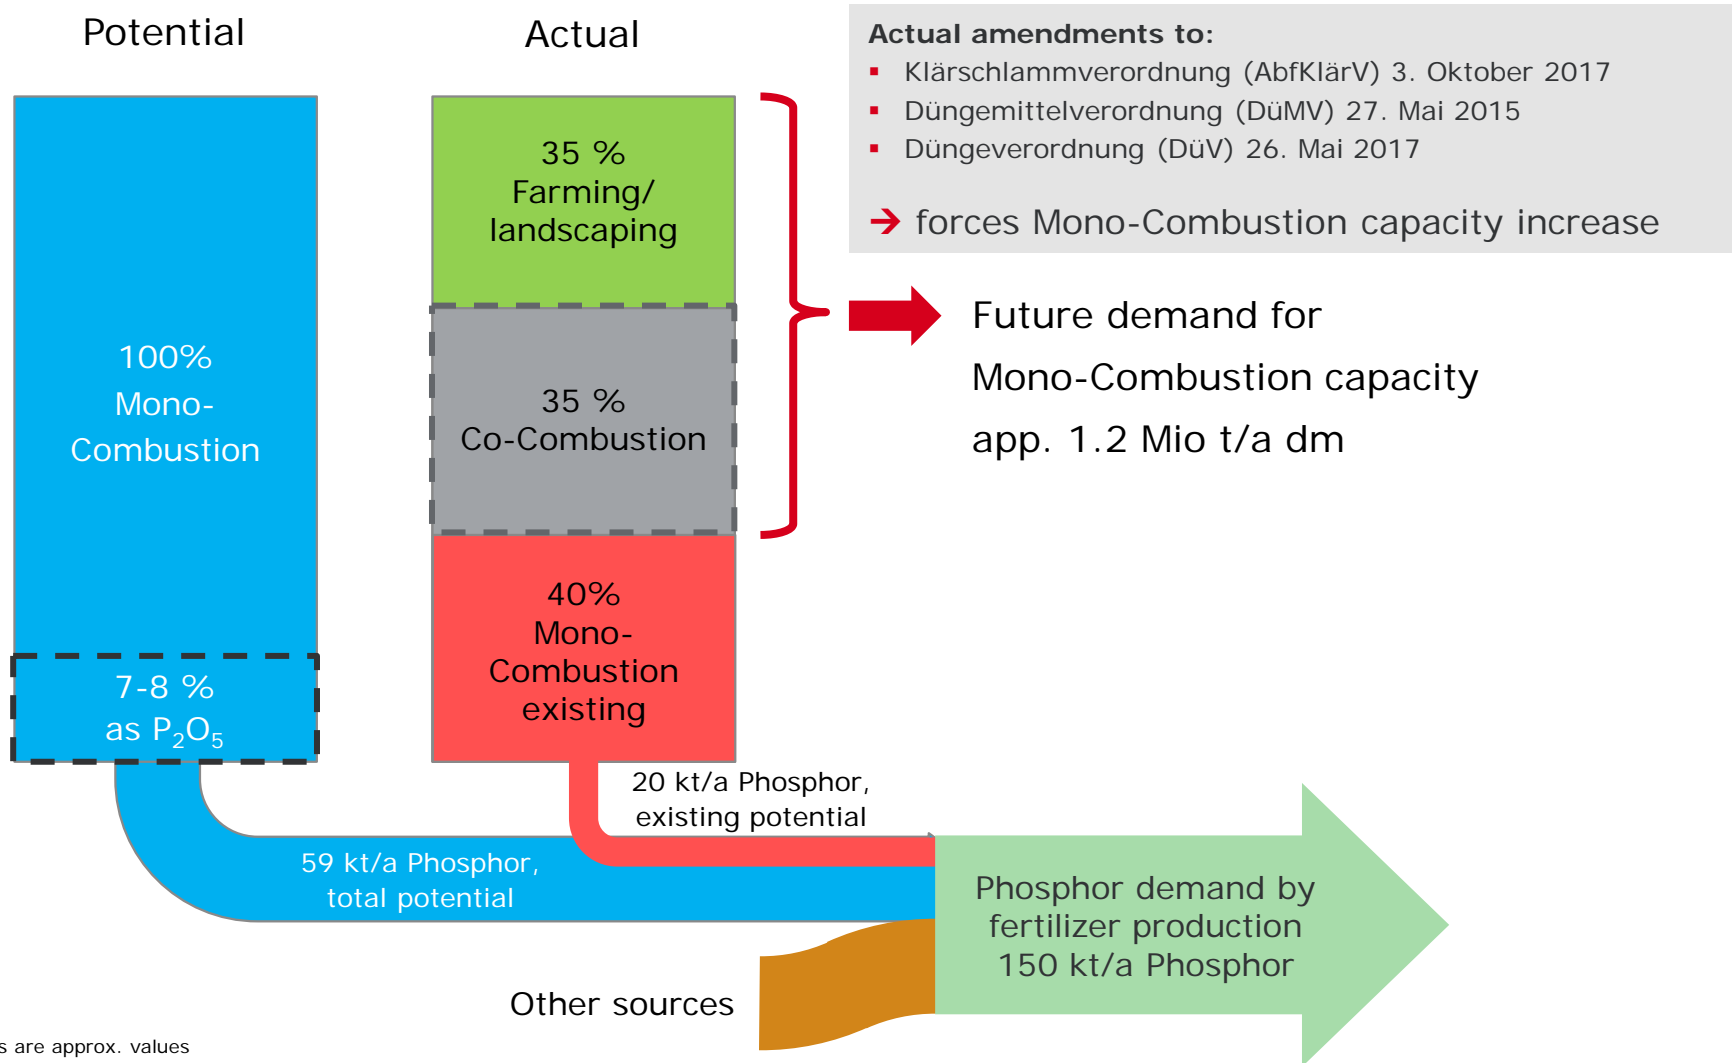 Potential
Actual
Actual amendments to:
▪ Klärschlammverordnung (AbfKlärV) 3. Oktober 2017
▪ Düngemittelverordnung (DüMV) 27. Mai 2015
▪ Düngeverordnung (DüV) 26. Mai 2017
→ forces Mono-Combustion capacity increase
35 %
Farming/
landscaping
100%
Mono-
Combustion
35 %
Co-Combustion
Future demand for
Mono-Combustion capacity
app. 1.2 Mio t/a dm
40%
Mono-
Combustion
existing
7-8 %
as P₂O₅
20 kt/a Phosphor,
existing potential
59 kt/a Phosphor,
total potential
Phosphor demand by
fertilizer production
150 kt/a Phosphor
Other sources
are approx. values